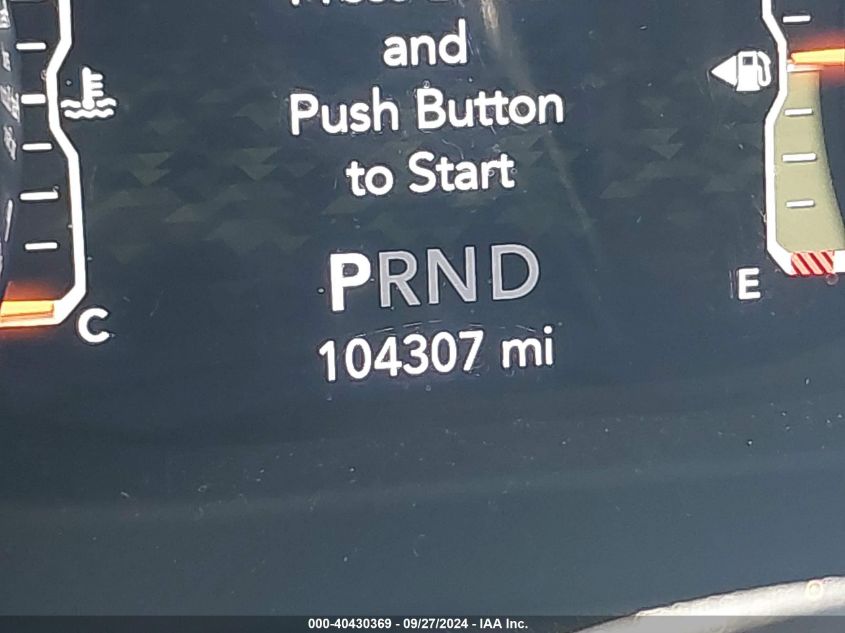 and
Push Button
to Start
PRND
E
C
104307 mi
000-40430369 - 09/27/2024 - IAA Inc.